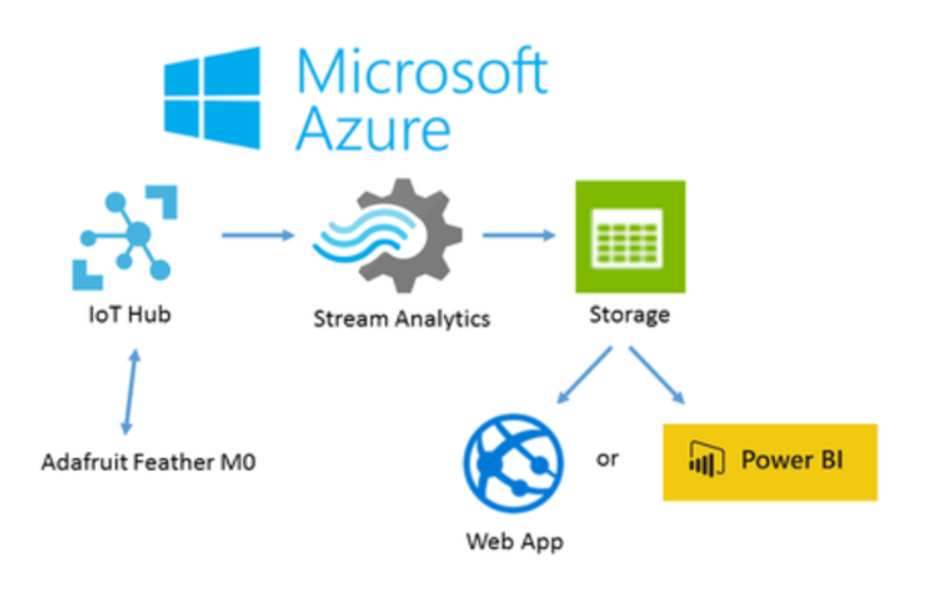 Microsoft
Azure
IoT Hub
Stream Analytics
Storage
Adafruit Feather M0
or
Power BI
Web App